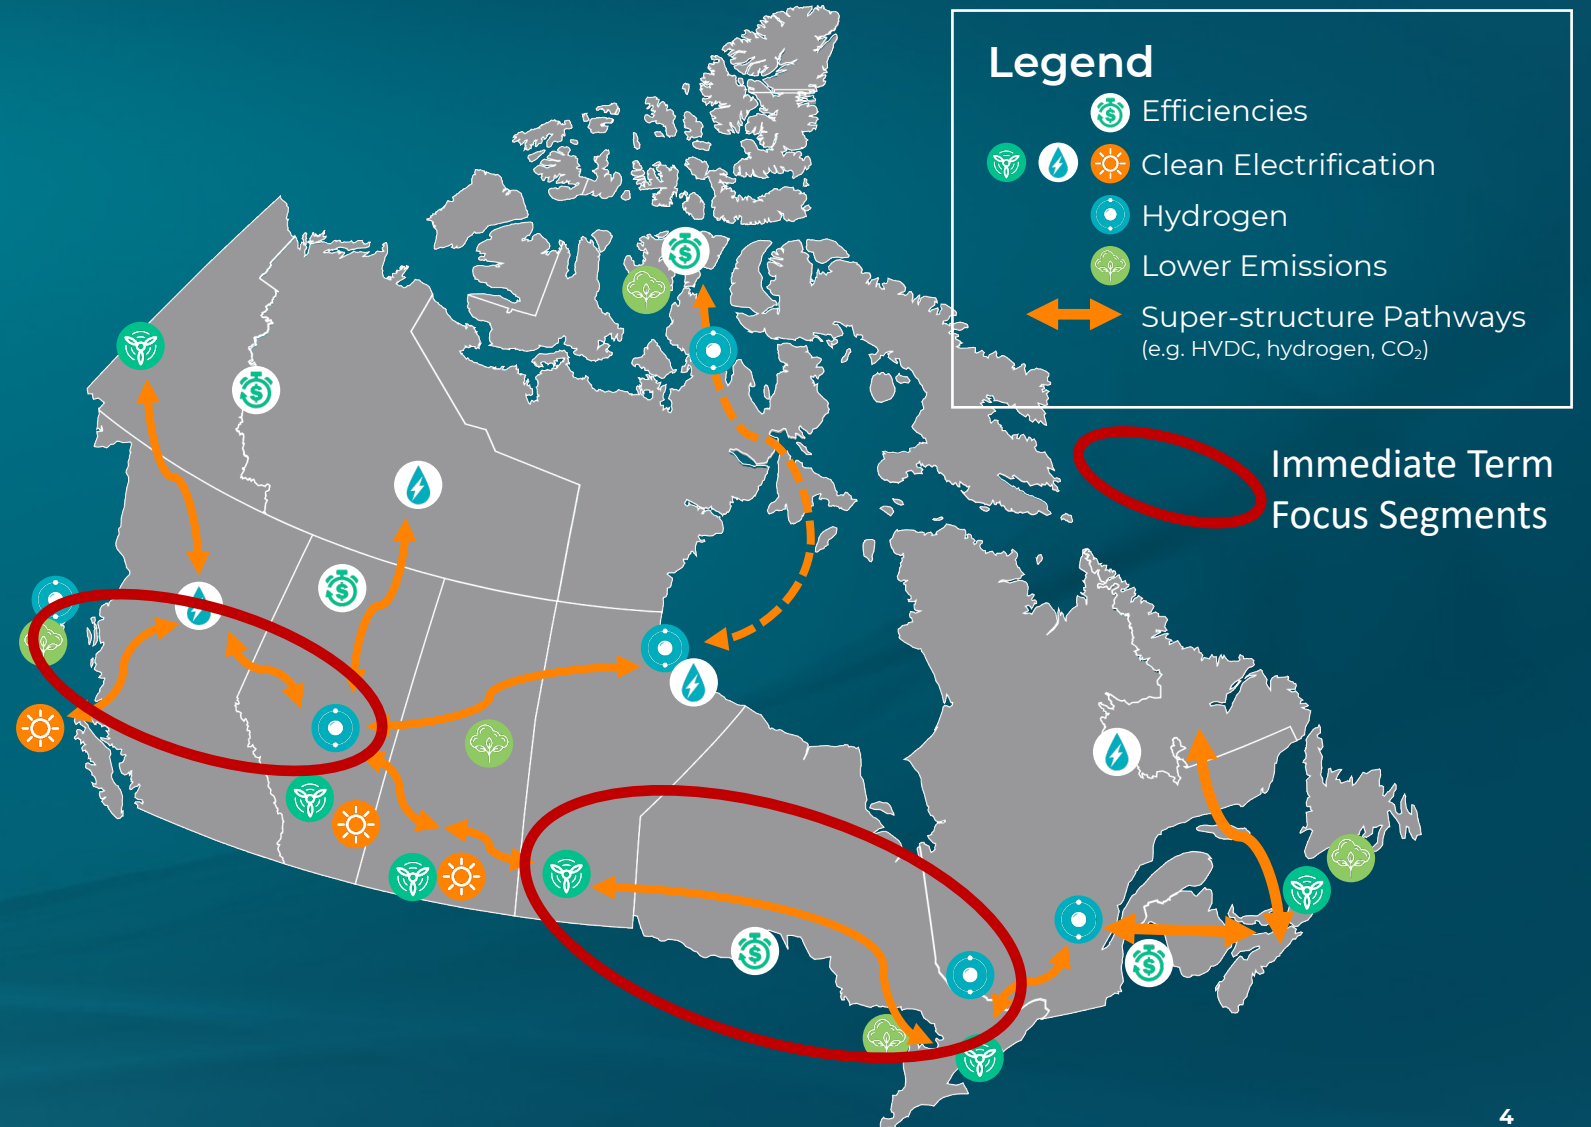 Legend
Efficiencies
Clean Electrification
Hydrogen
Lower Emissions
Super-structure Pathways
(e.g. HVDC, hydrogen, CO₂)
Immediate Term
Focus Segments
4